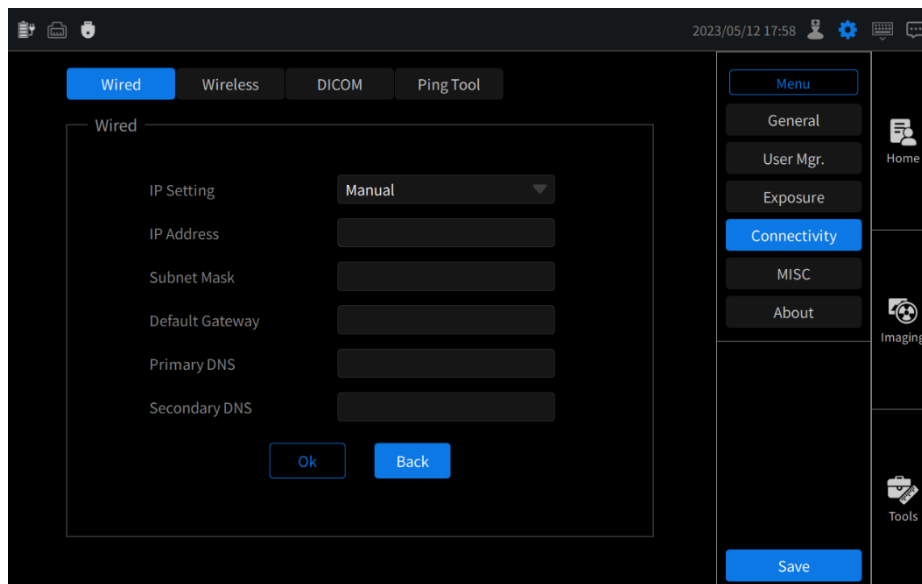 2023/05/12 17:58
Wired Wireless DICOM Ping Tool
Wired
IP Setting Manual
IP Address
Subnet Mask
Default Gateway
Primary DNS
Secondary DNS
Ok Back
Menu
General
User Mgr.
Exposure
Connectivity
MISC
About
Save
Home
Imaging
Tools